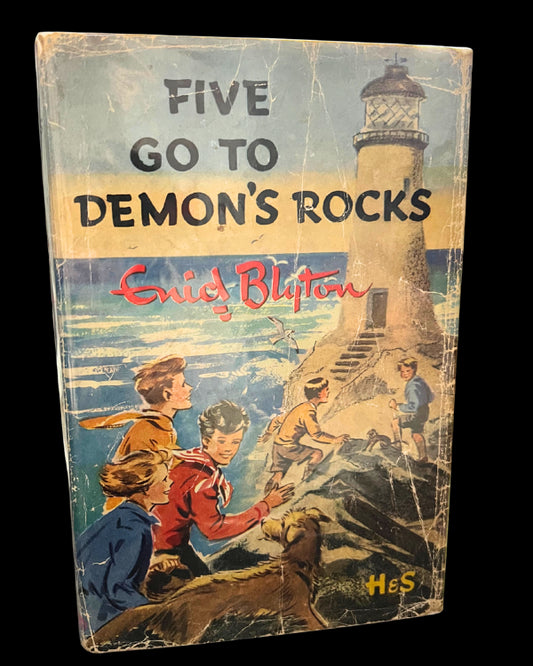 FIVE
GO TO
DEMON'S ROCKS
Enid Blyton
H&S